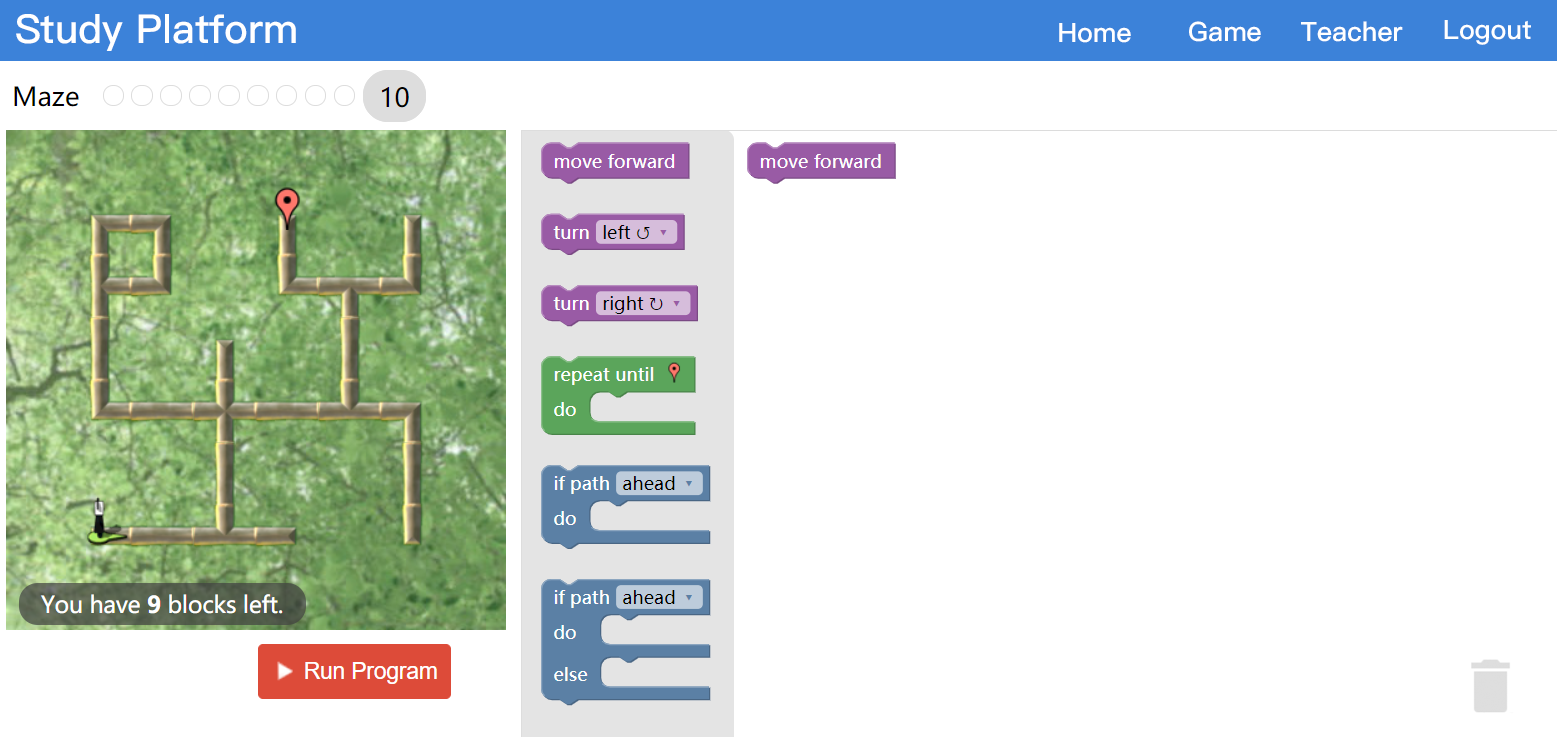 Study Platform
Home
Game
Teacher
Logout
Maze
10
move forward
turn left ↺ ▾
turn right ↻ ▾
repeat until
do
if path ahead ▾
do
if path ahead ▾
do
else
move forward
You have 9 blocks left.
Run Program